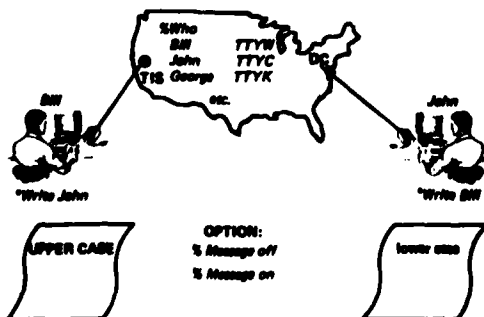 %Who
Bill TTYW
John TTYC
DC
TIS George TTYK
etc.
Bill
John
"Write John
"Write Bill
UPPER CASE
OPTION:
lower case
% Message off
% Message on